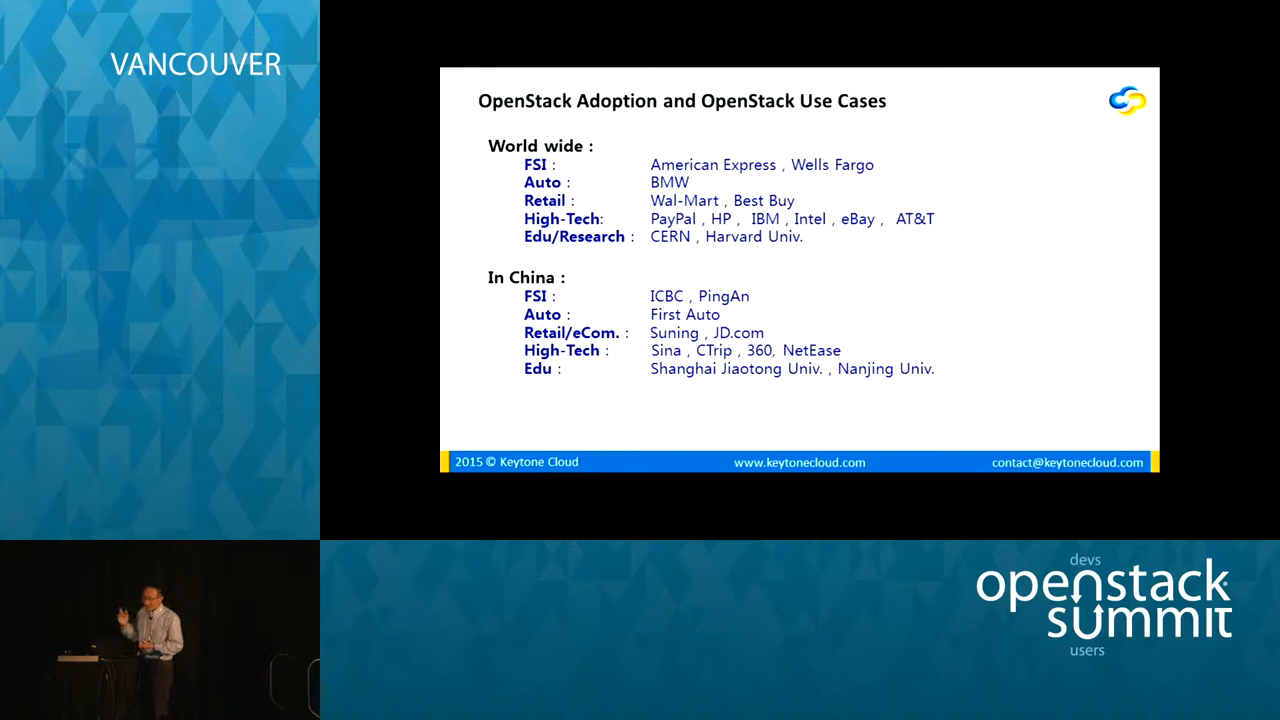 VANCOUVER
OpenStack Adoption and OpenStack Use Cases
World wide :
FSI : American Express , Wells Fargo
Auto : BMW
Retail : Wal-Mart , Best Buy
High-Tech: PayPal , HP , IBM , Intel , eBay , AT&T
Edu/Research : CERN , Harvard Univ.
In China :
FSI : ICBC , PingAn
Auto : First Auto
Retail/eCom. : Suning , JD.com
High-Tech : Sina , CTrip , 360, NetEase
Edu : Shanghai Jiaotong Univ. , Nanjing Univ.
2015 © Keytone Cloud www.keytonecloud.com contact@keytonecloud.com
devs
openstack
summit
users